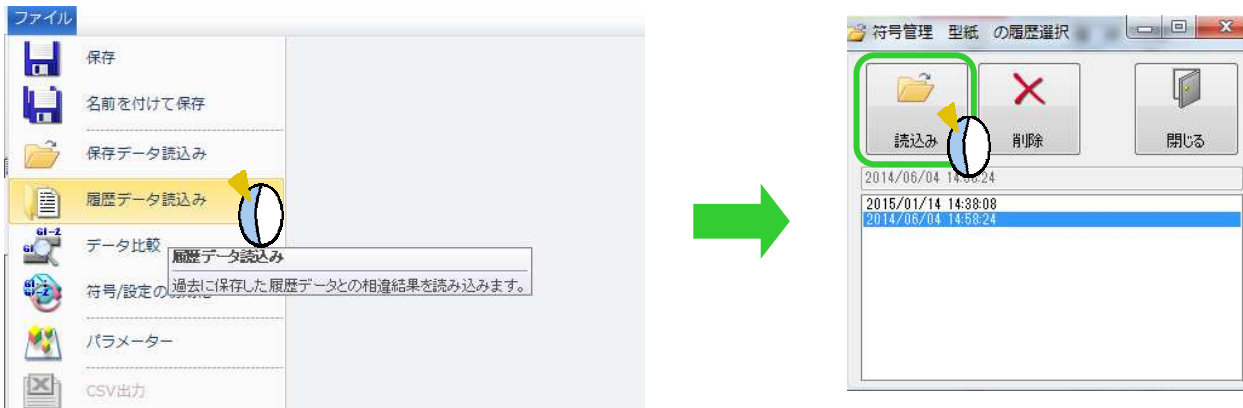 ファイル
保存
名前を付けて保存
保存データ読込み
履歴データ読込み
データ比較
履歴データ読込み
符号/設定の
過去に保存した履歴データとの相違結果を読み込みます。
パラメーター
CSV出力
符号管理 型紙 の履歴選択
読込み
削除
閉じる
2014/06/04 14:58:24
2015/01/14 14:38:08
2014/06/04 14:58:24